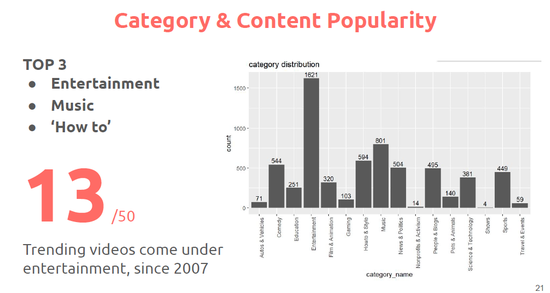 Category & Content Popularity
TOP 3
● Entertainment
● Music
● ‘How to’
13 /50
Trending videos come under
entertainment, since 2007
category distribution
count
1500
1000
500
0
71
544
251
1621
320
103
594
801
504
14
495
140
381
4
449
59
Autos & Vehicles
Comedy
Education
Entertainment
Film & Animation
Gaming
Howto & Style
Music
News & Politics
Nonprofits & Activism
People & Blogs
Pets & Animals
Science & Technology
Shows
Sports
Travel & Events
category_name
21